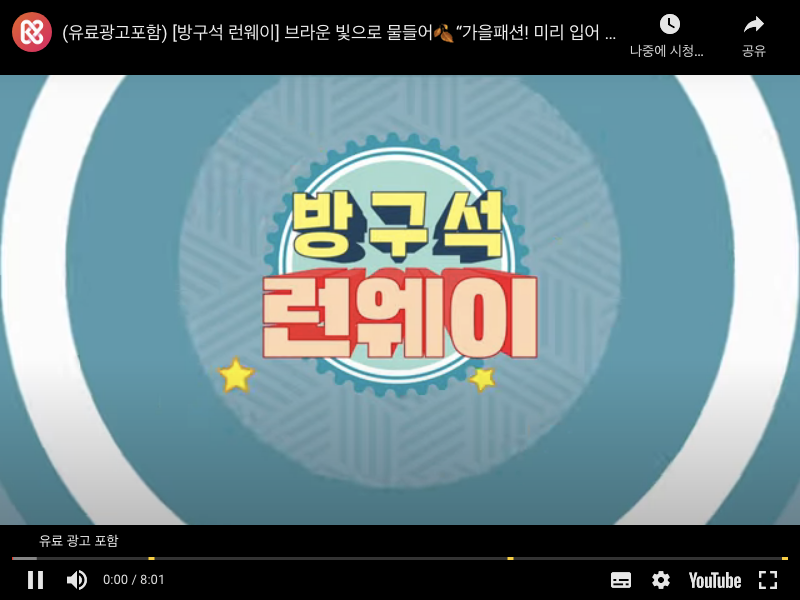 (유료광고포함) [방구석 런웨이] 브라운 빛으로 물들어🍂 “가을패션! 미리 입어 ...
나중에 시청...
공유
방구석
런웨이
유료 광고 포함
0:00 / 8:01
YouTube